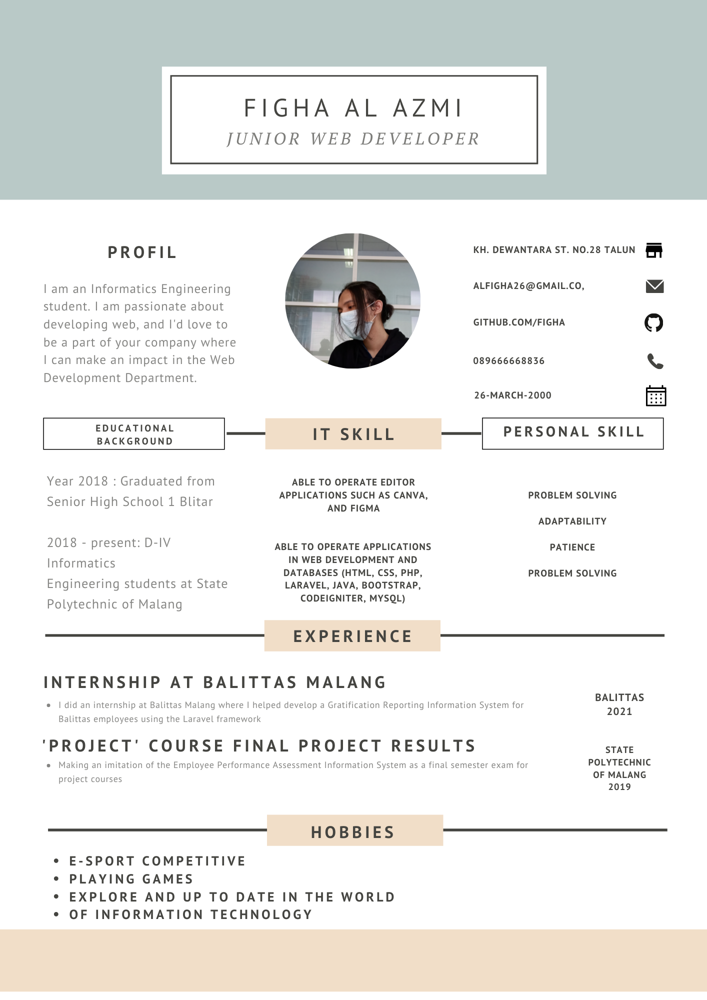 FIGHA AL AZMI
JUNIOR WEB DEVELOPER
PROFIL
I am an Informatics Engineering
student. I am passionate about
developing web, and I'd love to
be a part of your company where
I can make an impact in the Web
Development Department.
KH. DEWANTARA ST. NO.28 TALUN
ALFIGHA26@GMAIL.CO,
GITHUB.COM/FIGHA
089666668836
26-MARCH-2000
EDUCATIONAL
BACKGROUND
Year 2018 : Graduated from
Senior High School 1 Blitar
2018 - present: D-IV
Informatics
Engineering students at State
Polytechnic of Malang
IT SKILL
ABLE TO OPERATE EDITOR
APPLICATIONS SUCH AS CANVA,
AND FIGMA
ABLE TO OPERATE APPLICATIONS
IN WEB DEVELOPMENT AND
DATABASES (HTML, CSS, PHP,
LARAVEL, JAVA, BOOTSTRAP,
CODEIGNITER, MYSQL)
PERSONAL SKILL
PROBLEM SOLVING
ADAPTABILITY
PATIENCE
PROBLEM SOLVING
EXPERIENCE
INTERNSHIP AT BALITTAS MALANG
• I did an internship at Balittas Malang where I helped develop a Gratification Reporting Information System for
Balittas employees using the Laravel framework
BALITTAS
2021
'PROJECT' COURSE FINAL PROJECT RESULTS
• Making an imitation of the Employee Performance Assessment Information System as a final semester exam for
project courses
STATE
POLYTECHNIC
OF MALANG
2019
HOBBIES
• E-SPORT COMPETITIVE
• PLAYING GAMES
• EXPLORE AND UP TO DATE IN THE WORLD
• OF INFORMATION TECHNOLOGY